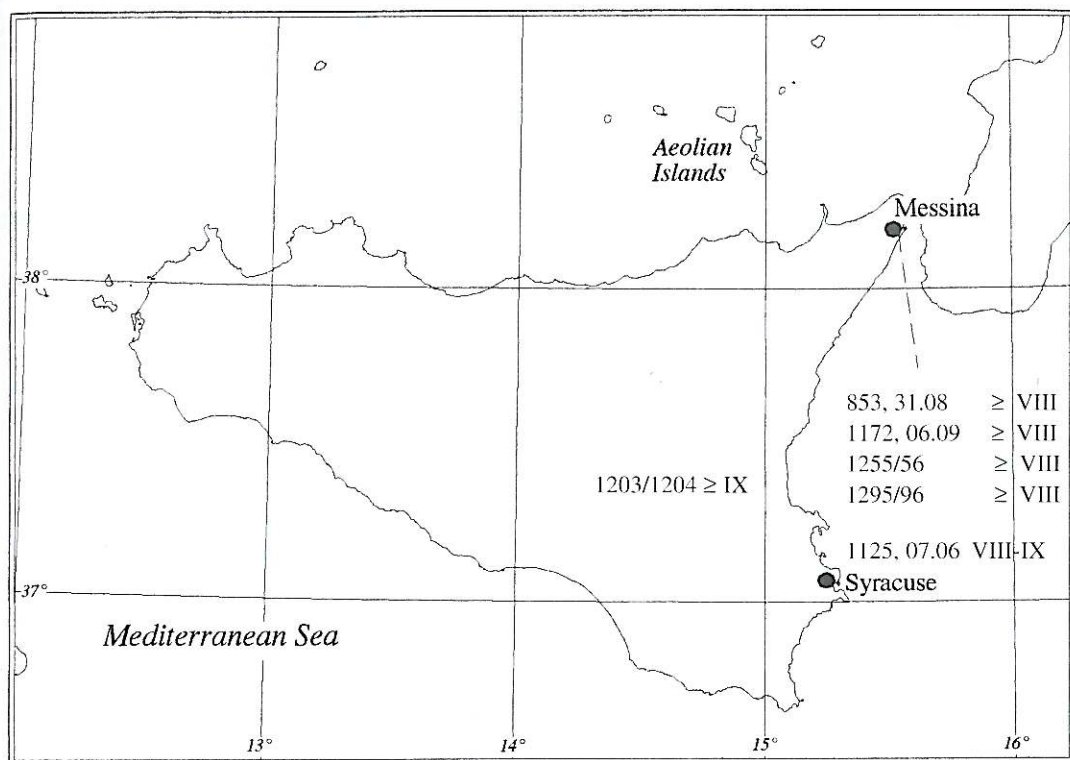 Aeolian
Islands
Messina
38°
853, 31.08 ≥ VIII
1172, 06.09 ≥ VIII
1255/56 ≥ VIII
1203/1204 ≥ IX
1295/96 ≥ VIII
1125, 07.06 VIII-IX
Syracuse
37°
Mediterranean Sea
13° 14° 15° 16°